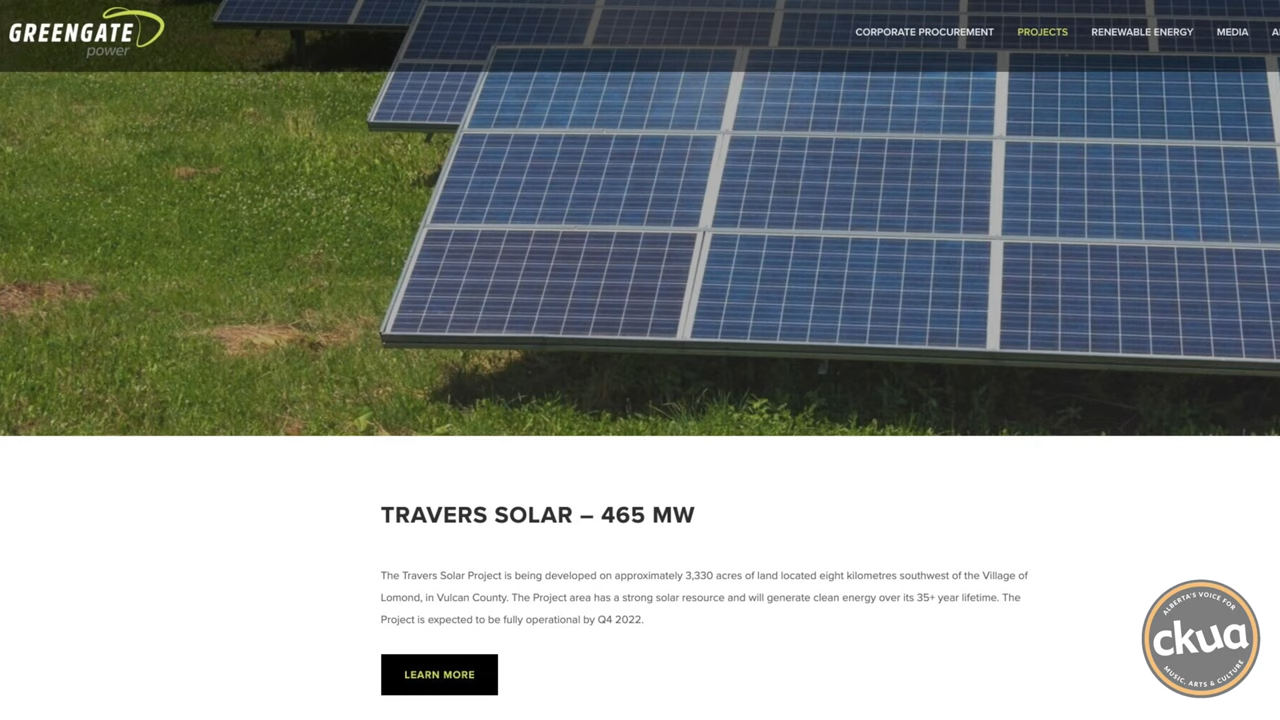 GREENGATE
power
CORPORATE PROCUREMENT PROJECTS RENEWABLE ENERGY MEDIA
TRAVERS SOLAR – 465 MW
The Travers Solar Project is being developed on approximately 3,330 acres of land located eight kilometres southwest of the Village of
Lomond, in Vulcan County. The Project area has a strong solar resource and will generate clean energy over its 35+ year lifetime. The
Project is expected to be fully operational by Q4 2022.
LEARN MORE
ALBERTA'S VOICE FOR
ckua
MUSIC, ARTS & CULTURE